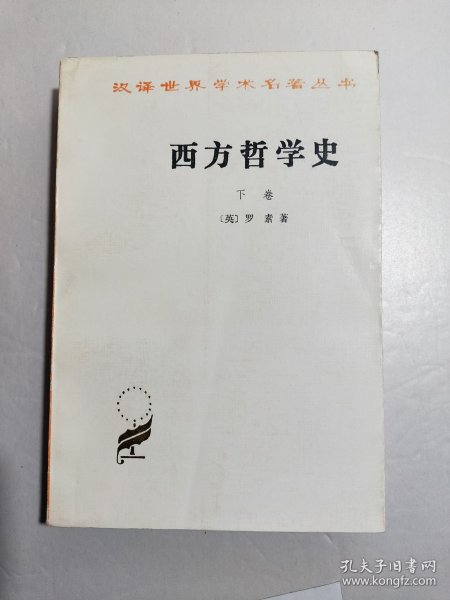 汉译世界学术名著丛书
西方哲学史
下 卷
〔英〕罗 素 著
孔夫子旧书网
www.kongfz.com